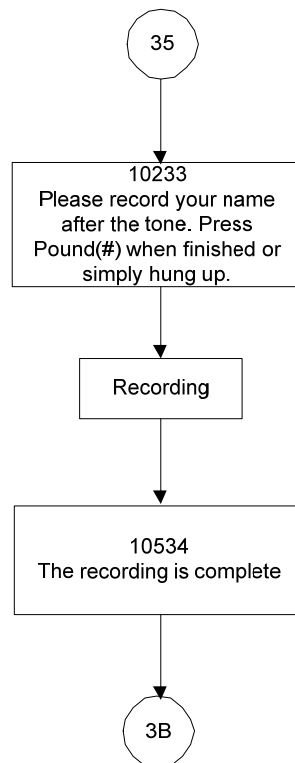 35
10233
Please record your name
after the tone. Press
Pound(#) when finished or
simply hung up.
Recording
10534
The recording is complete
3B